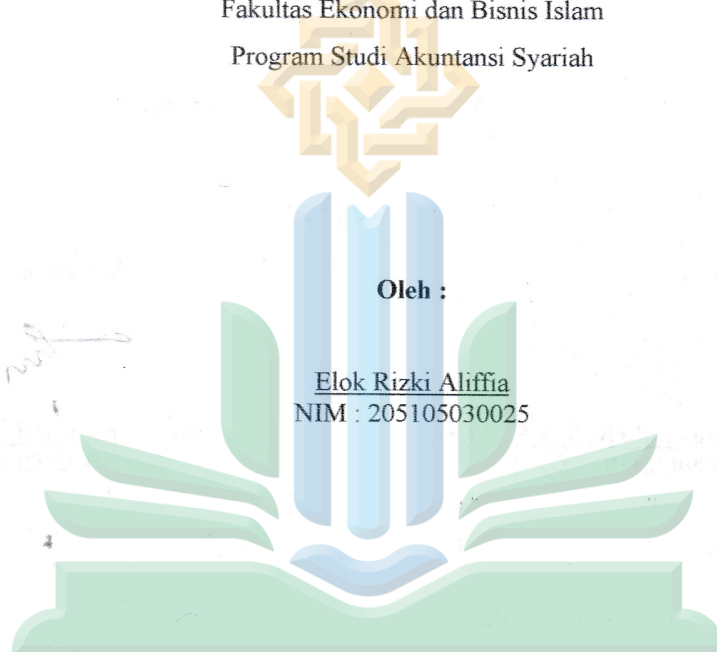 Fakultas Ekonomi dan Bisnis Islam
Program Studi Akuntansi Syariah
Oleh :
Elok Rizki Aliffia
NIM : 205105030025